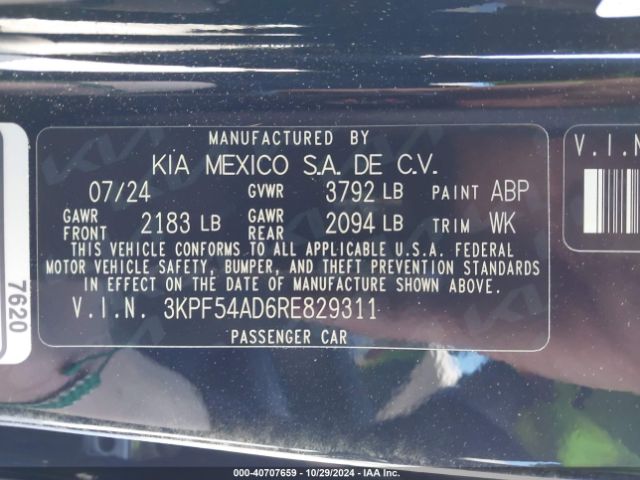 MANUFACTURED BY
KIA MEXICO S.A. DE C.V.
07/24 GVWR 3792 LB PAINT ABP
GAWR FRONT 2183 LB GAWR REAR 2094 LB TRIM WK
THIS VEHICLE CONFORMS TO ALL APPLICABLE U.S.A. FEDERAL
MOTOR VEHICLE SAFETY, BUMPER, AND THEFT PREVENTION STANDARDS
IN EFFECT ON THE DATE OF MANUFACTURE SHOWN ABOVE.
V.I.N. 3KPF54AD6RE829311
PASSENGER CAR
7620
V.I.N
000-40707659 - 10/29/2024 - IAA Inc.